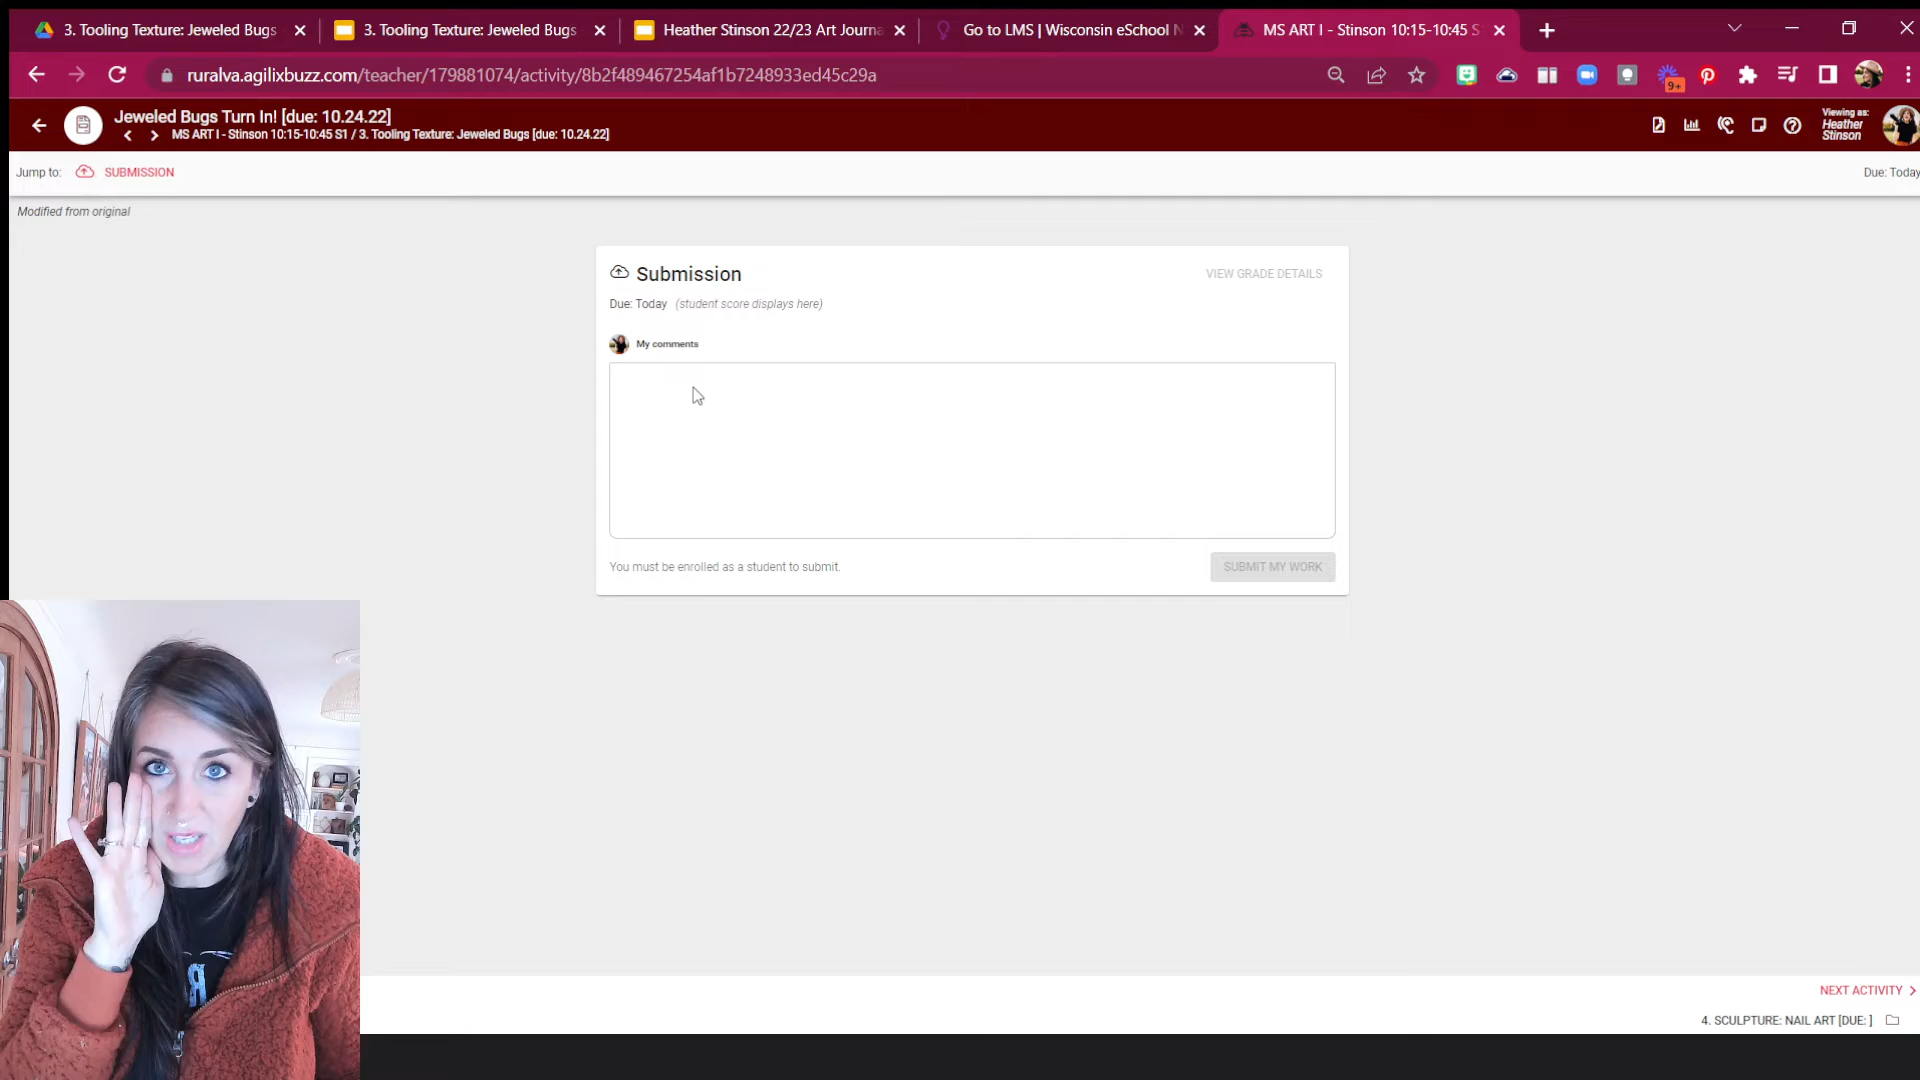 3. Tooling Texture: Jeweled Bugs
3. Tooling Texture: Jeweled Bugs
Heather Stinson 22/23 Art Journa
Go to LMS | Wisconsin eSchool N
MS ART I - Stinson 10:15-10:45 S
ruralva.agilixbuzz.com/teacher/179881074/activity/8b2f489467254af1b7248933ed45c29a
9+
Jeweled Bugs Turn In! [due: 10.24.22]
MS ART I - Stinson 10:15-10:45 S1 / 3. Tooling Texture: Jeweled Bugs [due: 10.24.22]
Viewing as:
Heather
Stinson
Jump to: SUBMISSION
Due: Today
Modified from original
Submission
VIEW GRADE DETAILS
Due: Today (student score displays here)
My comments
You must be enrolled as a student to submit.
SUBMIT MY WORK
NEXT ACTIVITY
4. SCULPTURE: NAIL ART [DUE: ]